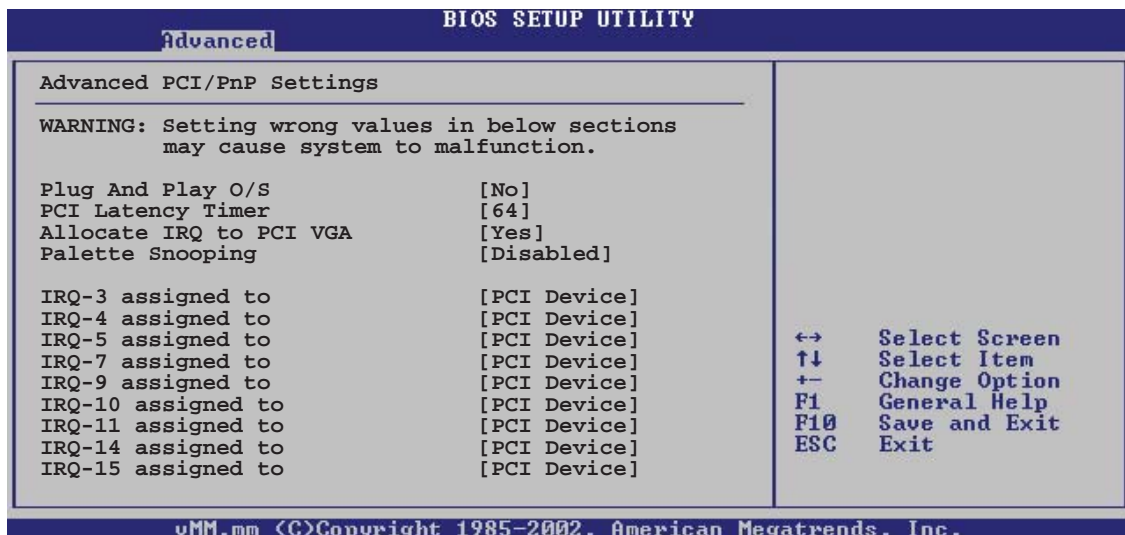 BIOS SETUP UTILITY
Advanced
Advanced PCI/PnP Settings
WARNING: Setting wrong values in below sections
may cause system to malfunction.
Plug And Play O/S [No]
PCI Latency Timer [64]
Allocate IRQ to PCI VGA [Yes]
Palette Snooping [Disabled]
IRQ-3 assigned to [PCI Device]
IRQ-4 assigned to [PCI Device]
IRQ-5 assigned to [PCI Device]
IRQ-7 assigned to [PCI Device]
IRQ-9 assigned to [PCI Device]
IRQ-10 assigned to [PCI Device]
IRQ-11 assigned to [PCI Device]
IRQ-14 assigned to [PCI Device]
IRQ-15 assigned to [PCI Device]
←→ Select Screen
↑↓ Select Item
+- Change Option
F1 General Help
F10 Save and Exit
ESC Exit
vMM.mm (C)Copyright 1985-2002, American Megatrends, Inc.